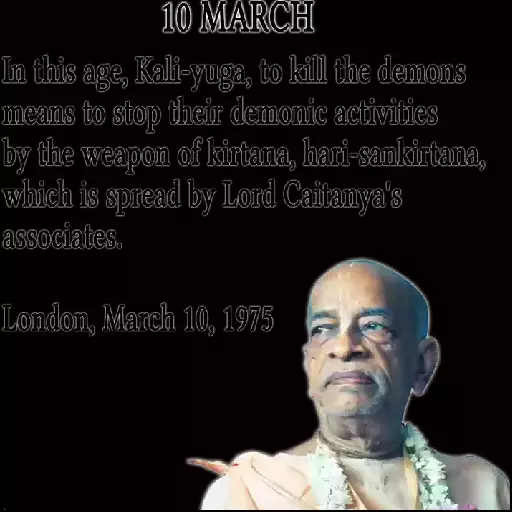 10 MARCH
In this age, Kali-yuga, to kill the demons
means to stop their demonic activities
by the weapon of kirtana, hari-sankirtana,
which is spread by Lord Caitanya's
associates.
London, March 10, 1975